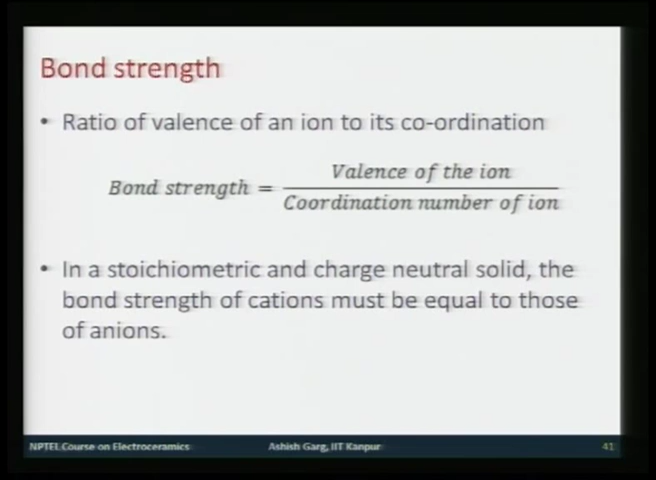 Bond strength
• Ratio of valence of an ion to its co-ordination
Bond strength = Valence of the ion / Coordination number of ion
• In a stoichiometric and charge neutral solid, the
bond strength of cations must be equal to those
of anions.
NPTEL Course on Electroceramics Ashish Garg, IIT Kanpur 41